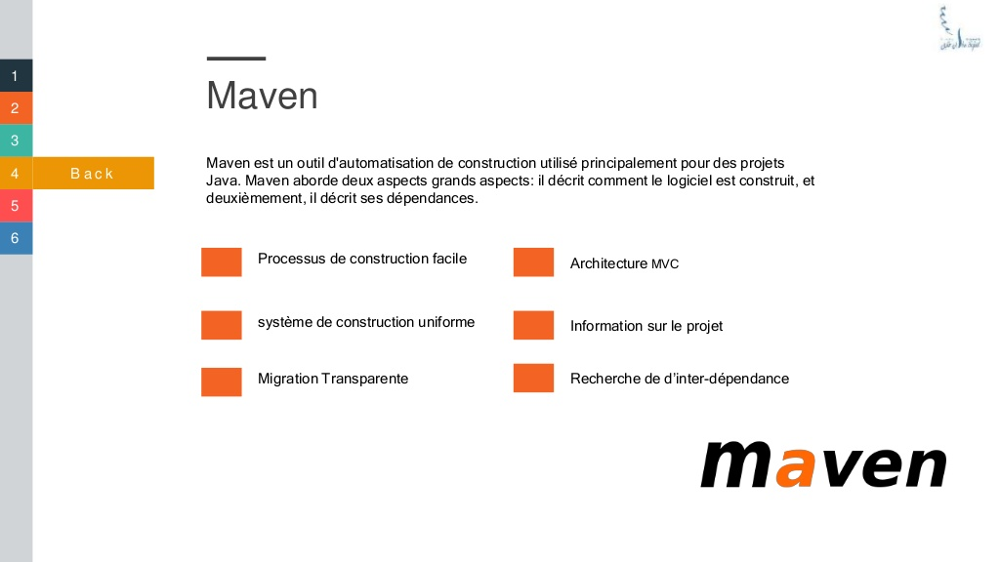 1
2
3
4
Back
5
6
Maven
Maven est un outil d'automatisation de construction utilisé principalement pour des projets
Java. Maven aborde deux aspects grands aspects: il décrit comment le logiciel est construit, et
deuxièmement, il décrit ses dépendances.
Processus de construction facile
Architecture MVC
système de construction uniforme
Information sur le projet
Migration Transparente
Recherche de d’inter-dépendance
maven